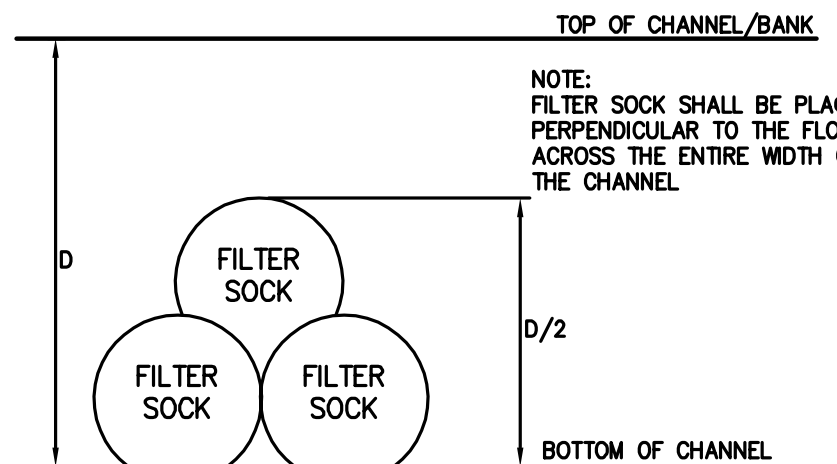 TOP OF CHANNEL/BANK
NOTE:
FILTER SOCK SHALL BE
PERPENDICULAR TO THE
ACROSS THE ENTIRE WIDTH
THE CHANNEL
D
FILTER
SOCK
D/2
FILTER
SOCK
FILTER
SOCK
BOTTOM OF CHANNEL